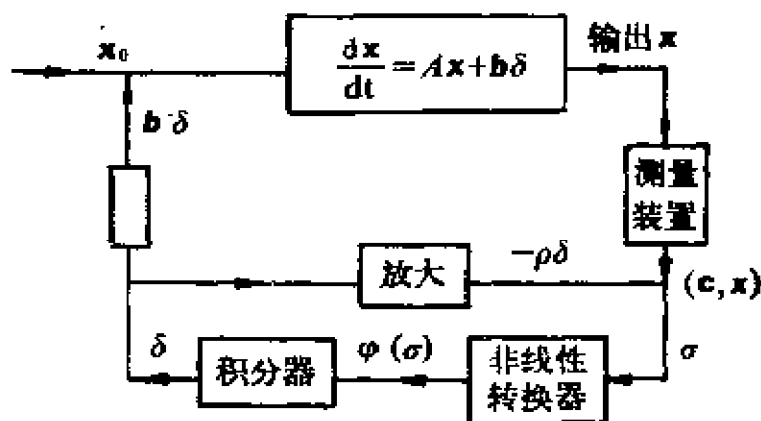 x₀
dx/dt = Ax+bδ
输出 x
b·δ
测量
装置
放大
-ρδ
(c,x)
δ
积分器
φ(σ)
非线性
转换器
σ